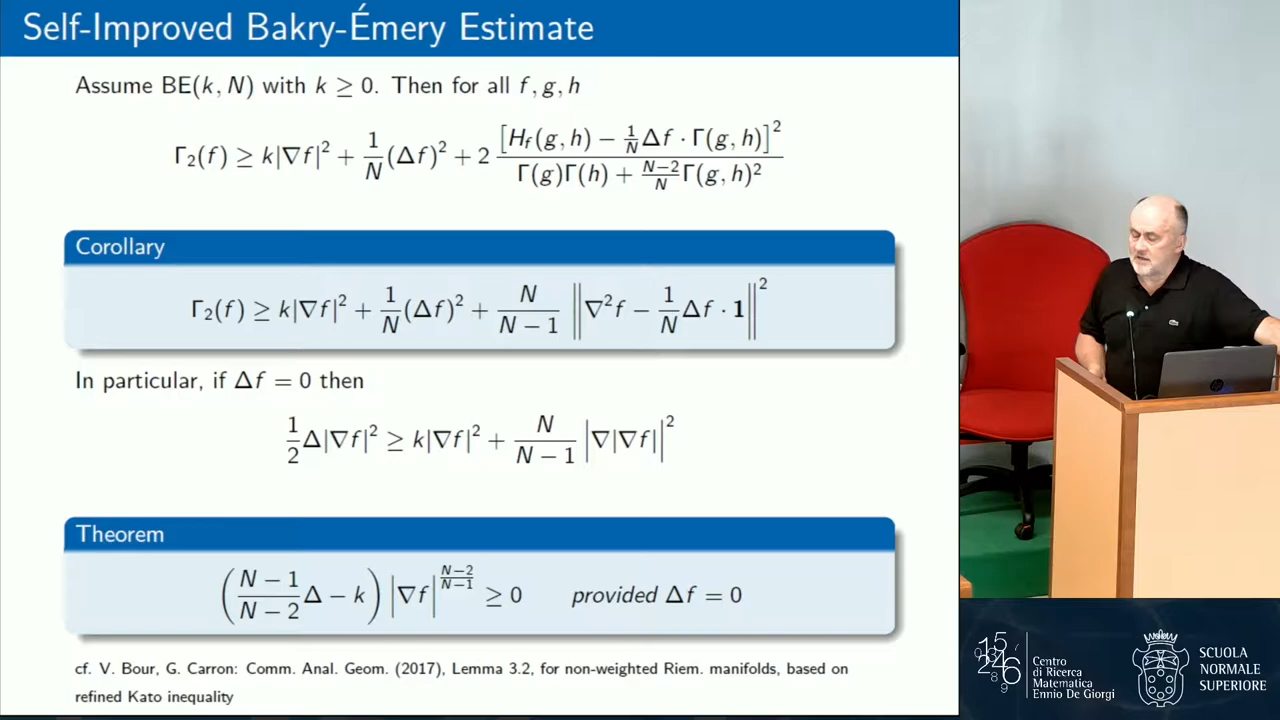 Self-Improved Bakry-Émery Estimate
Assume BE(k, N) with k ≥ 0. Then for all f, g, h
Γ₂(f) ≥ k|∇f|² + 1/N (Δf)² + 2 [H_f(g, h) − 1/N Δf · Γ(g, h)]² / (Γ(g)Γ(h) + (N−2)/N Γ(g, h)²)
Corollary
Γ₂(f) ≥ k|∇f|² + 1/N (Δf)² + N/(N − 1) ‖∇²f − 1/N Δf · 1‖²
In particular, if Δf = 0 then
1/2 Δ|∇f|² ≥ k|∇f|² + N/(N − 1) |∇|∇f||²
Theorem
((N − 1)/(N − 2) Δ − k) |∇f|^((N−2)/(N−1)) ≥ 0 provided Δf = 0
cf. V. Bour, G. Carron: Comm. Anal. Geom. (2017), Lemma 3.2, for non-weighted Riem. manifolds, based on
refined Kato inequality
Centro
di Ricerca
Matematica
Ennio De Giorgi
SCUOLA
NORMALE
SUPERIORE